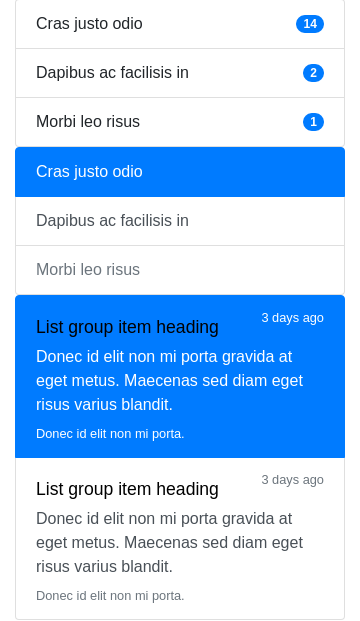 Cras justo odio 14
Dapibus ac facilisis in 2
Morbi leo risus 1
Cras justo odio
Dapibus ac facilisis in
Morbi leo risus
List group item heading 3 days ago
Donec id elit non mi porta gravida at
eget metus. Maecenas sed diam eget
risus varius blandit.
Donec id elit non mi porta.
List group item heading 3 days ago
Donec id elit non mi porta gravida at
eget metus. Maecenas sed diam eget
risus varius blandit.
Donec id elit non mi porta.